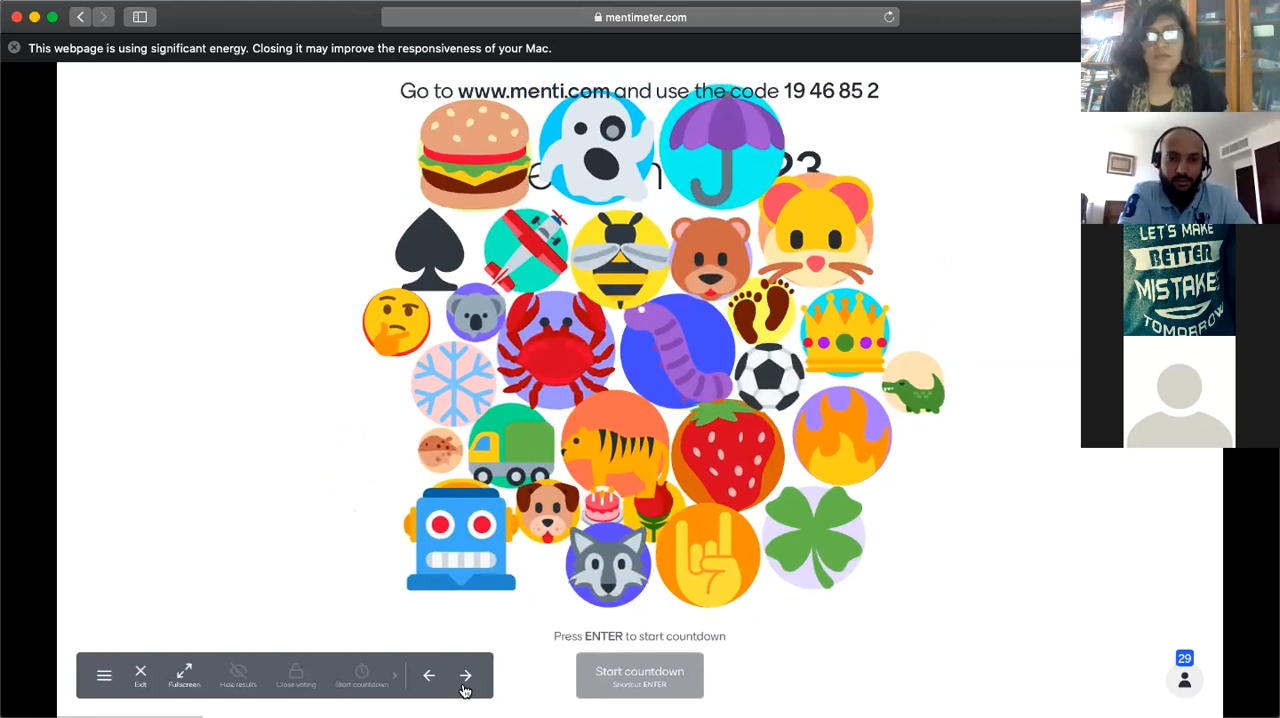 mentimeter.com
This webpage is using significant energy. Closing it may improve the responsiveness of your Mac.
Go to www.menti.com and use the code 19 46 85 2
Press ENTER to start countdown
Start countdown
Shortcut ENTER
Exit
Fullscreen
Hide results
Close voting
Start countdown
29
LET'S MAKE
BETTER
MISTAKES
TOMORROW